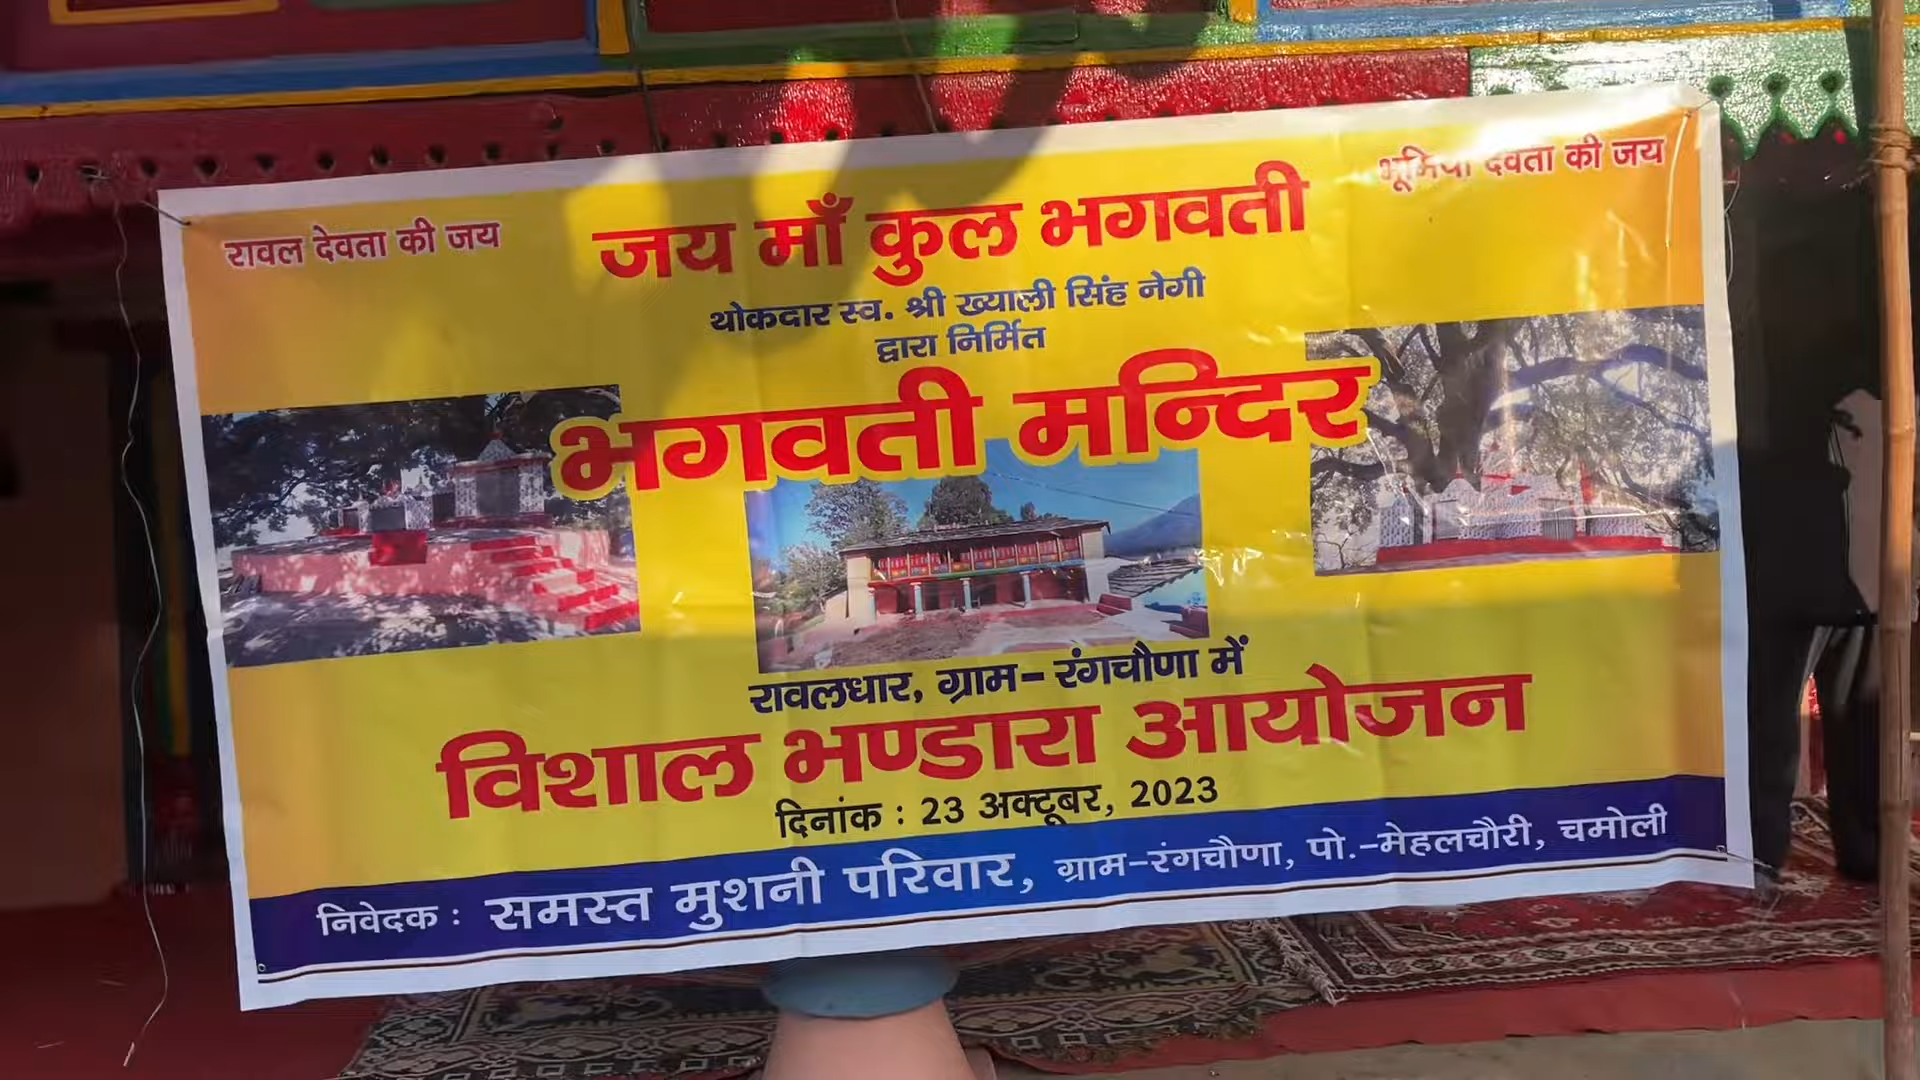 रावल देवता की जय
जय माँ कुल भगवती
भूमिया देवता की जय
थोकदार स्व. श्री ख्याली सिंह नेगी
द्वारा निर्मित
भगवती मन्दिर
रावलधार, ग्राम- रंगचौणा में
विशाल भण्डारा आयोजन
दिनांक : 23 अक्टूबर, 2023
निवेदक : समस्त मुशनी परिवार, ग्राम-रंगचौणा, पो.-मेहलचौरी, चमोली